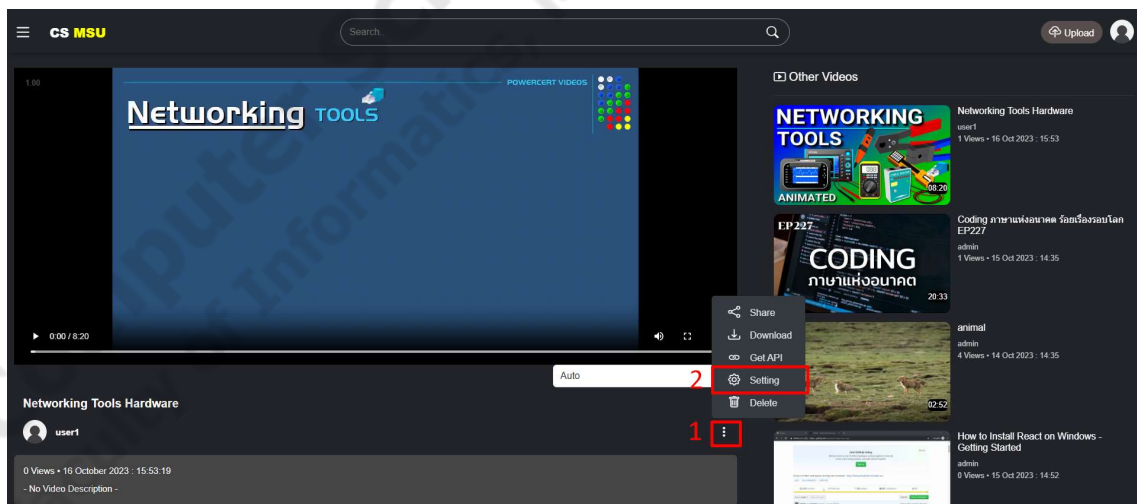 CS MSU
Search..
Upload
1.00
POWERCERT VIDEOS
Networking TOOLS
0:00 / 8:20
Auto
Share
Download
Get API
2
Setting
Delete
Networking Tools Hardware
user1
1
0 Views • 16 October 2023 : 15:53:19
- No Video Description -
Other Videos
NETWORKING
TOOLS
ANIMATED
08:20
Networking Tools Hardware
user1
1 Views • 16 Oct 2023 : 15:53
EP227
CODING
ภาษาแห่งอนาคต
20:33
Coding ภาษาแห่งอนาคต ร้อยเรื่องรอบโลก
EP227
admin
1 Views • 15 Oct 2023 : 14:35
02:52
animal
admin
4 Views • 14 Oct 2023 : 14:35
How to Install React on Windows -
Getting Started
admin
0 Views • 15 Oct 2023 : 14:52